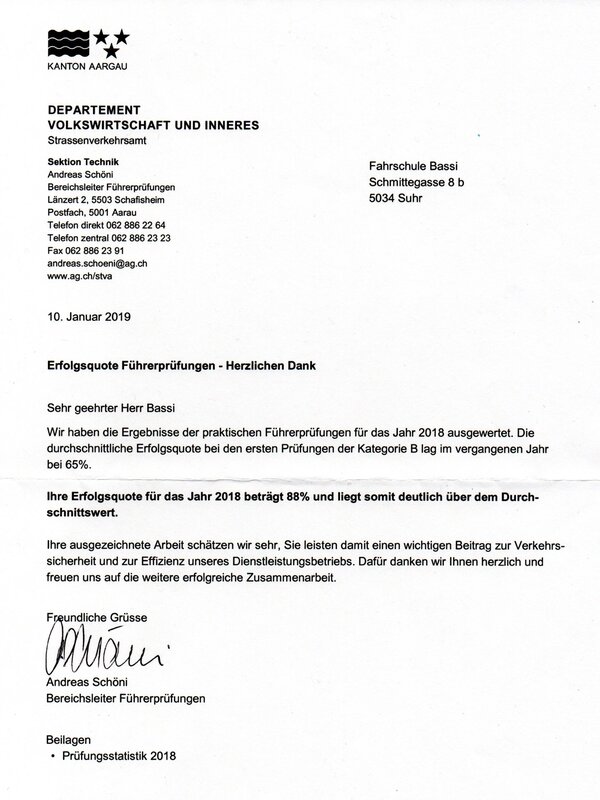 KANTON AARGAU
DEPARTEMENT
VOLKSWIRTSCHAFT UND INNERES
Strassenverkehrsamt
Sektion Technik
Andreas Schöni
Bereichsleiter Führerprüfungen
Länzert 2, 5503 Schafisheim
Postfach, 5001 Aarau
Telefon direkt 062 886 22 64
Telefon zentral 062 886 23 23
Fax 062 886 23 91
andreas.schoeni@ag.ch
www.ag.ch/stva
Fahrschule Bassi
Schmittegasse 8 b
5034 Suhr
10. Januar 2019
Erfolgsquote Führerprüfungen - Herzlichen Dank
Sehr geehrter Herr Bassi
Wir haben die Ergebnisse der praktischen Führerprüfungen für das Jahr 2018 ausgewertet. Die
durchschnittliche Erfolgsquote bei den ersten Prüfungen der Kategorie B lag im vergangenen Jahr
bei 65%.
Ihre Erfolgsquote für das Jahr 2018 beträgt 88% und liegt somit deutlich über dem Durch-
schnittswert.
Ihre ausgezeichnete Arbeit schätzen wir sehr, Sie leisten damit einen wichtigen Beitrag zur Verkehrs-
sicherheit und zur Effizienz unseres Dienstleistungsbetriebs. Dafür danken wir Ihnen herzlich und
freuen uns auf die weitere erfolgreiche Zusammenarbeit.
Freundliche Grüsse
Andreas Schöni
Bereichsleiter Führerprüfungen
Beilagen
• Prüfungsstatistik 2018